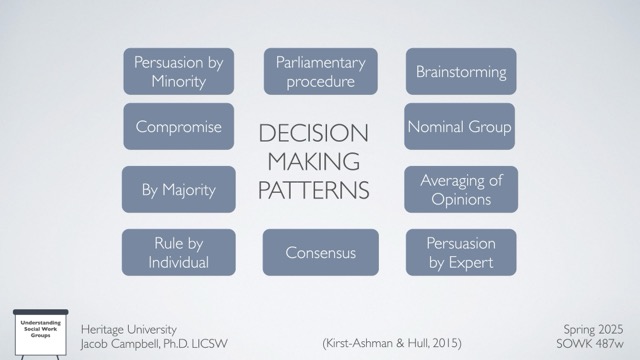 Persuasion by
Minority
Parliamentary
procedure
Brainstorming
Compromise
DECISION
MAKING
PATTERNS
Nominal Group
By Majority
Averaging of
Opinions
Rule by
Individual
Consensus
Persuasion
by Expert
Understanding
Social Work
Groups
Heritage University
Jacob Campbell, Ph.D. LICSW
(Kirst-Ashman & Hull, 2015)
Spring 2025
SOWK 487w